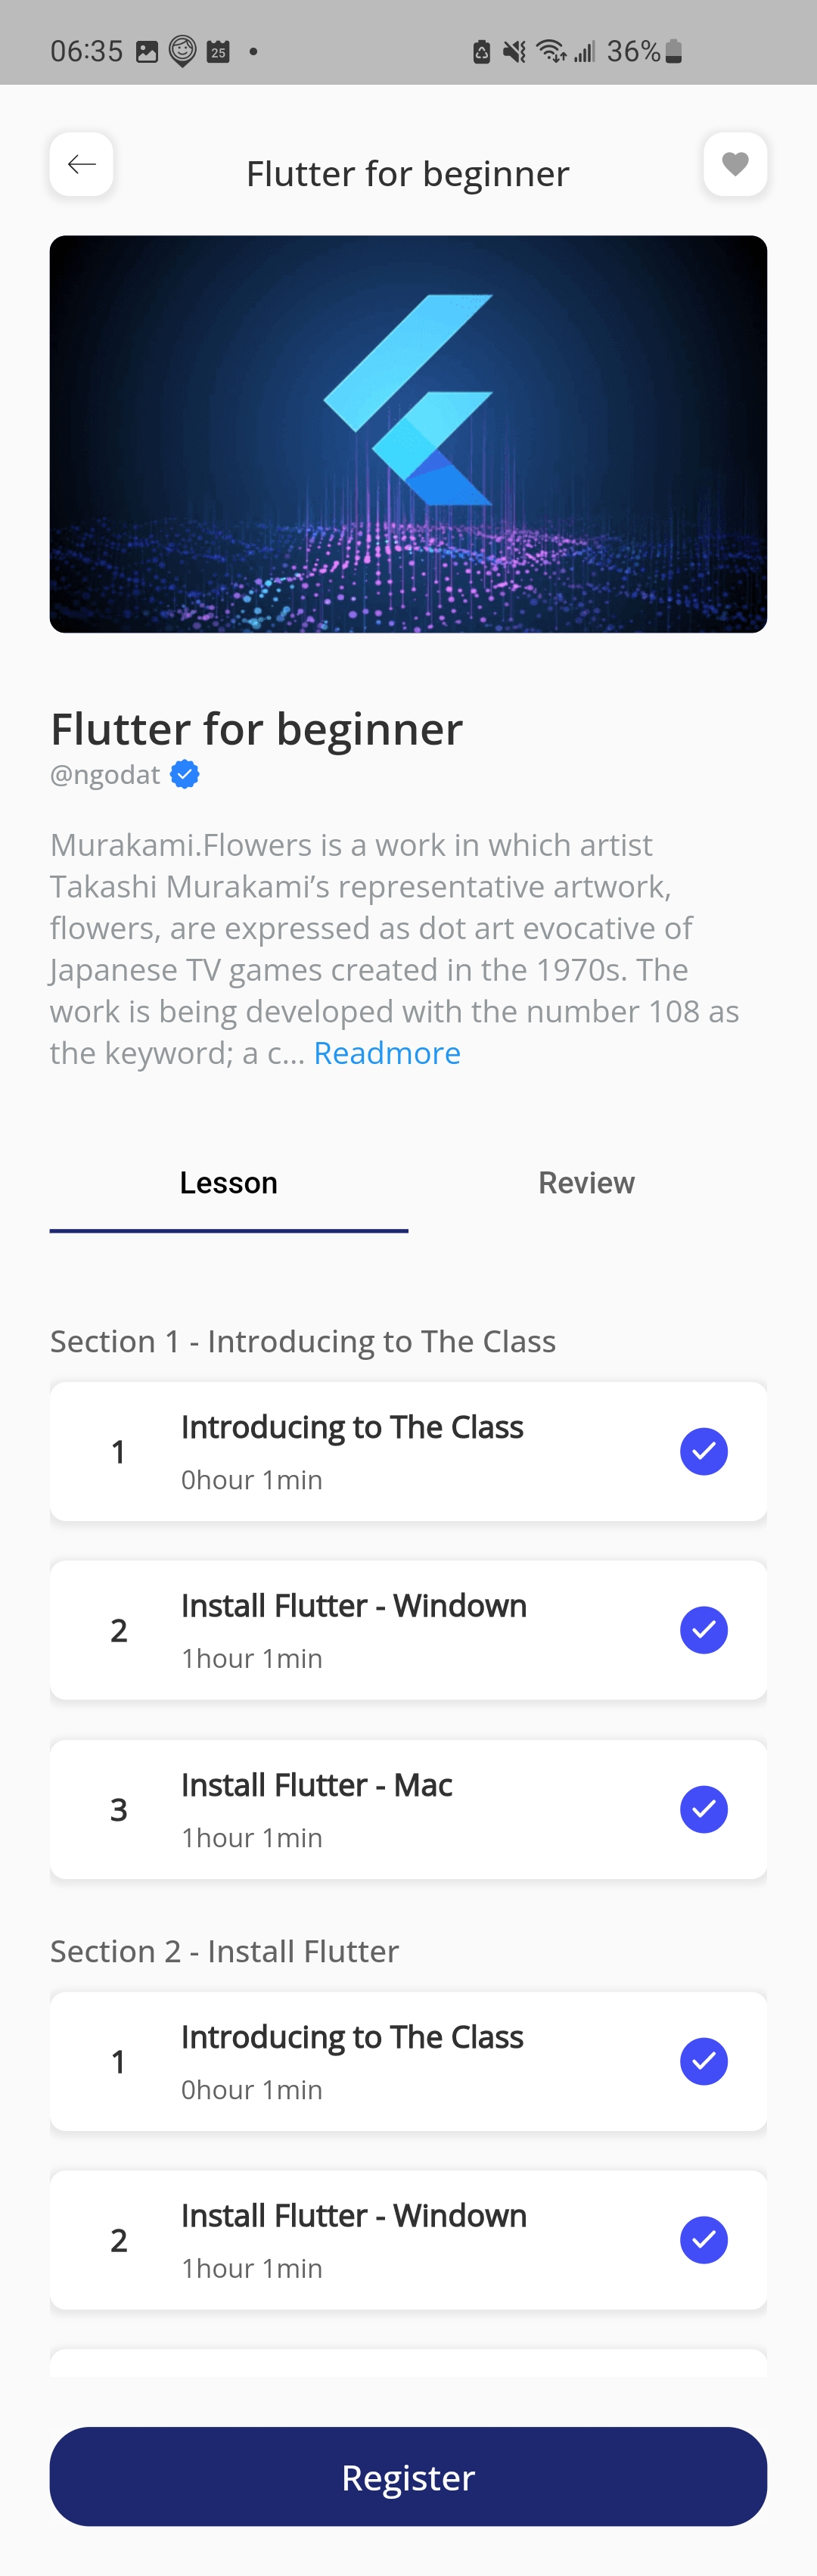 06:35 25 36%
Flutter for beginner
Flutter for beginner
@ngodat
Murakami.Flowers is a work in which artist
Takashi Murakami’s representative artwork,
flowers, are expressed as dot art evocative of
Japanese TV games created in the 1970s. The
work is being developed with the number 108 as
the keyword; a c... Readmore
Lesson Review
Section 1 - Introducing to The Class
1 Introducing to The Class
0hour 1min
2 Install Flutter - Windown
1hour 1min
3 Install Flutter - Mac
1hour 1min
Section 2 - Install Flutter
1 Introducing to The Class
0hour 1min
2 Install Flutter - Windown
1hour 1min
Register